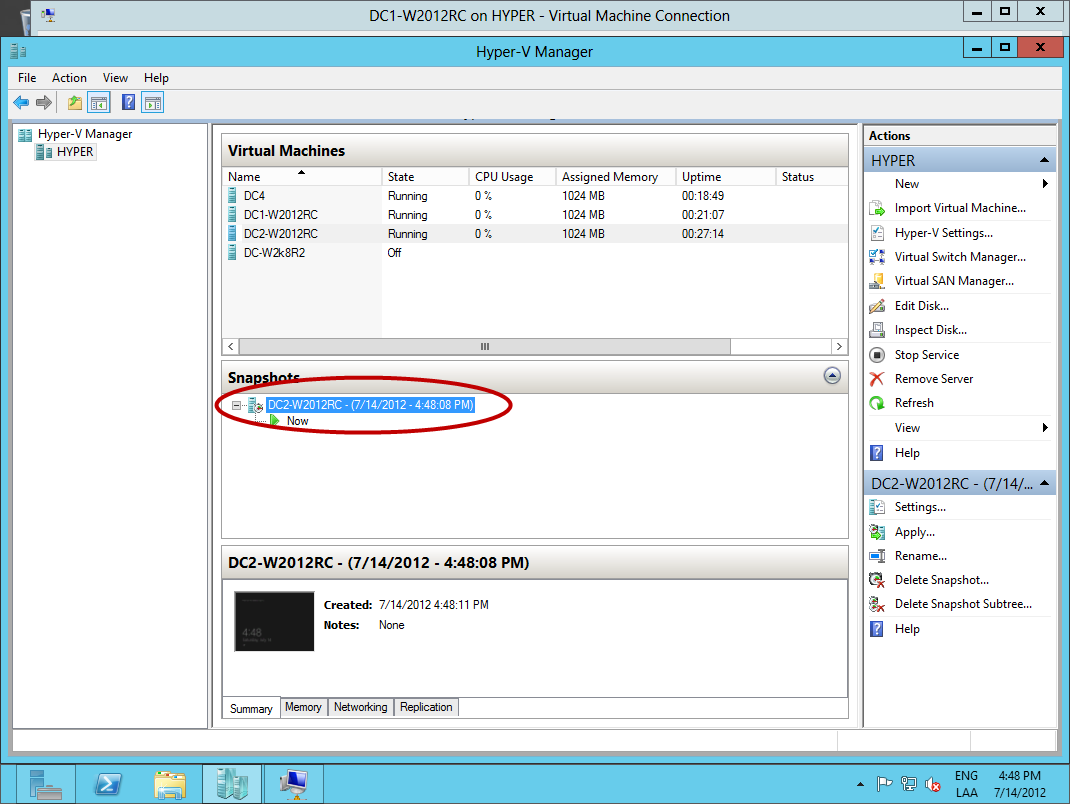 DC1-W2012RC on HYPER - Virtual Machine Connection
Hyper-V Manager
File Action View Help
Hyper-V Manager
HYPER
Virtual Machines
Name State CPU Usage Assigned Memory Uptime Status
DC4 Running 0 % 1024 MB 00:18:49
DC1-W2012RC Running 0 % 1024 MB 00:21:07
DC2-W2012RC Running 0 % 1024 MB 00:27:14
DC-W2k8R2 Off
Snapshots
DC2-W2012RC - (7/14/2012 - 4:48:08 PM)
Now
DC2-W2012RC - (7/14/2012 - 4:48:08 PM)
4:48
Created: 7/14/2012 4:48:11 PM
Notes: None
Summary Memory Networking Replication
Actions
HYPER
New
Import Virtual Machine...
Hyper-V Settings...
Virtual Switch Manager...
Virtual SAN Manager...
Edit Disk...
Inspect Disk...
Stop Service
Remove Server
Refresh
View
Help
DC2-W2012RC - (7/14/...
Settings...
Apply...
Rename...
Delete Snapshot...
Delete Snapshot Subtree...
Help
ENG 4:48 PM
LAA 7/14/2012